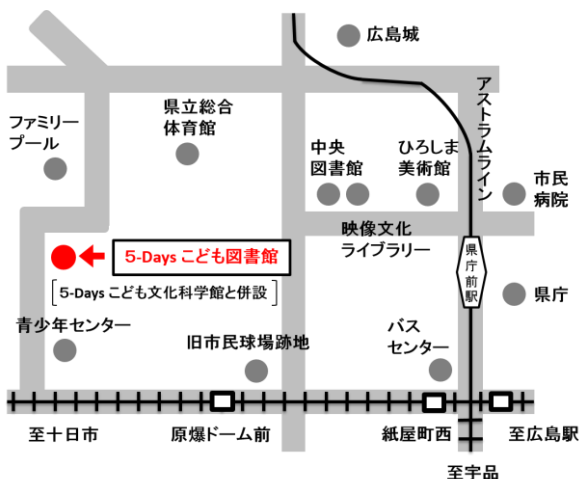 広島城
アストラムライン
ファミリー
プール
県立総合
体育館
中央
図書館
ひろしま
美術館
市民
病院
映像文化
ライブラリー
5-Days こども図書館
5-Days こども文化科学館と併設
県庁前駅
県庁
青少年センター
旧市民球場跡地
バス
センター
至十日市
原爆ドーム前
紙屋町西
至広島駅
至宇品